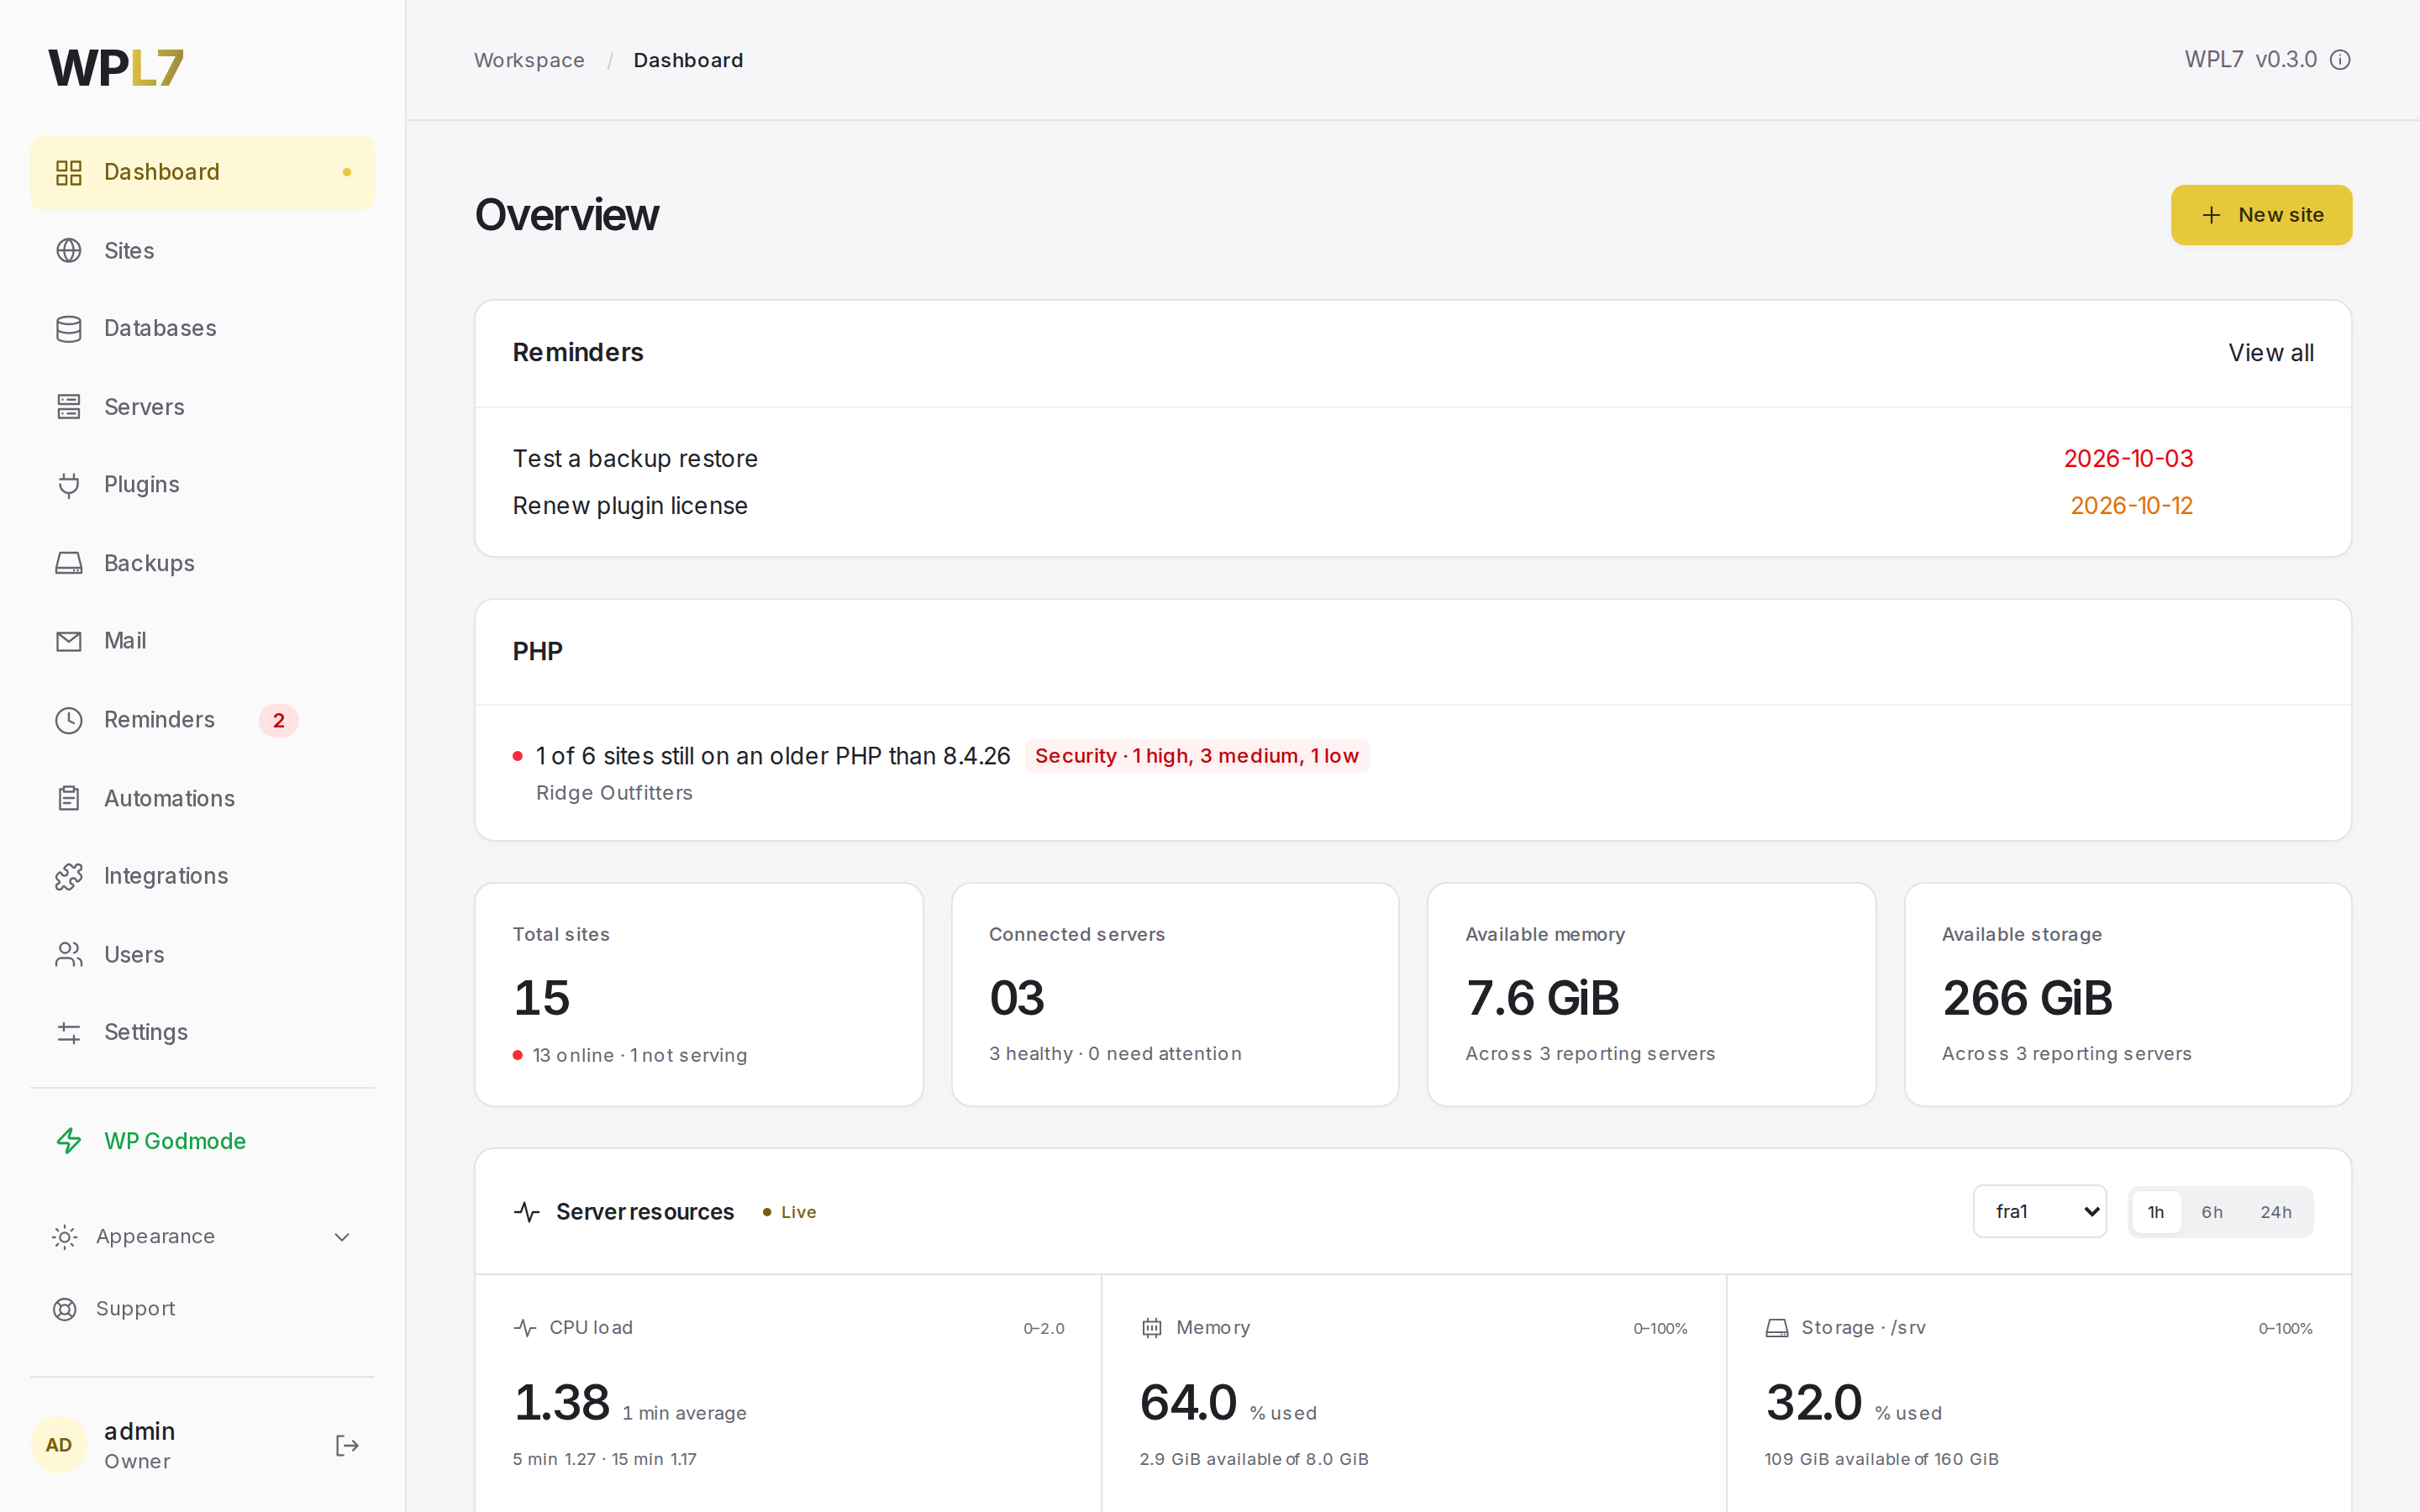 WPL7
Workspace / Dashboard
WPL7 v0.3.0
Dashboard
Sites
Databases
Servers
Plugins
Backups
Mail
Reminders 2
Automations
Integrations
Users
Settings
WP Godmode
Appearance
Support
AD
admin
Owner
Overview
New site
Reminders
View all
Test a backup restore 2026-10-03
Renew plugin license 2026-10-12
PHP
1 of 6 sites still on an older PHP than 8.4.26 Security · 1 high, 3 medium, 1 low
Ridge Outfitters
Total sites
15
13 online · 1 not serving
Connected servers
03
3 healthy · 0 need attention
Available memory
7.6 GiB
Across 3 reporting servers
Available storage
266 GiB
Across 3 reporting servers
Server resources Live
fra1
1h 6h 24h
CPU load 0–2.0
1.38 1 min average
5 min 1.27 · 15 min 1.17
Memory 0–100%
64.0 % used
2.9 GiB available of 8.0 GiB
Storage · /srv 0–100%
32.0 % used
109 GiB available of 160 GiB